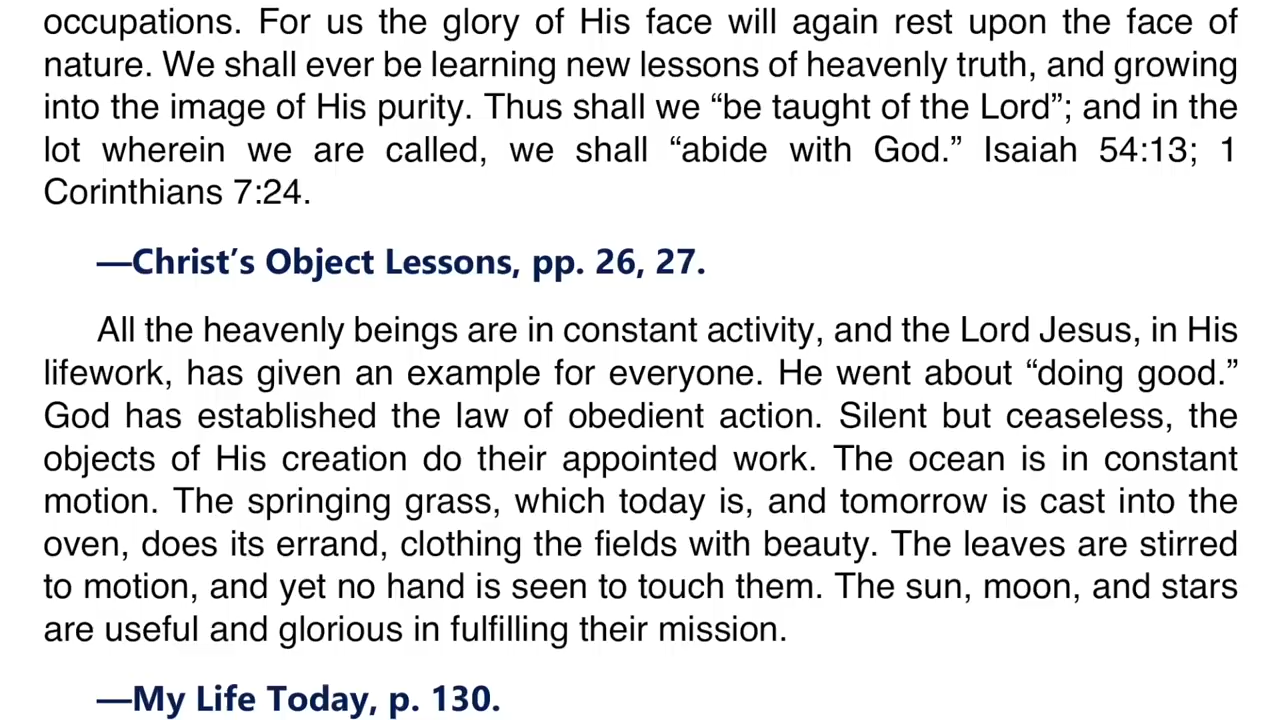 occupations. For us the glory of His face will again rest upon the face of
nature. We shall ever be learning new lessons of heavenly truth, and growing
into the image of His purity. Thus shall we “be taught of the Lord”; and in the
lot wherein we are called, we shall “abide with God.” Isaiah 54:13; 1
Corinthians 7:24.
—Christ’s Object Lessons, pp. 26, 27.
All the heavenly beings are in constant activity, and the Lord Jesus, in His
lifework, has given an example for everyone. He went about “doing good.”
God has established the law of obedient action. Silent but ceaseless, the
objects of His creation do their appointed work. The ocean is in constant
motion. The springing grass, which today is, and tomorrow is cast into the
oven, does its errand, clothing the fields with beauty. The leaves are stirred
to motion, and yet no hand is seen to touch them. The sun, moon, and stars
are useful and glorious in fulfilling their mission.
—My Life Today, p. 130.